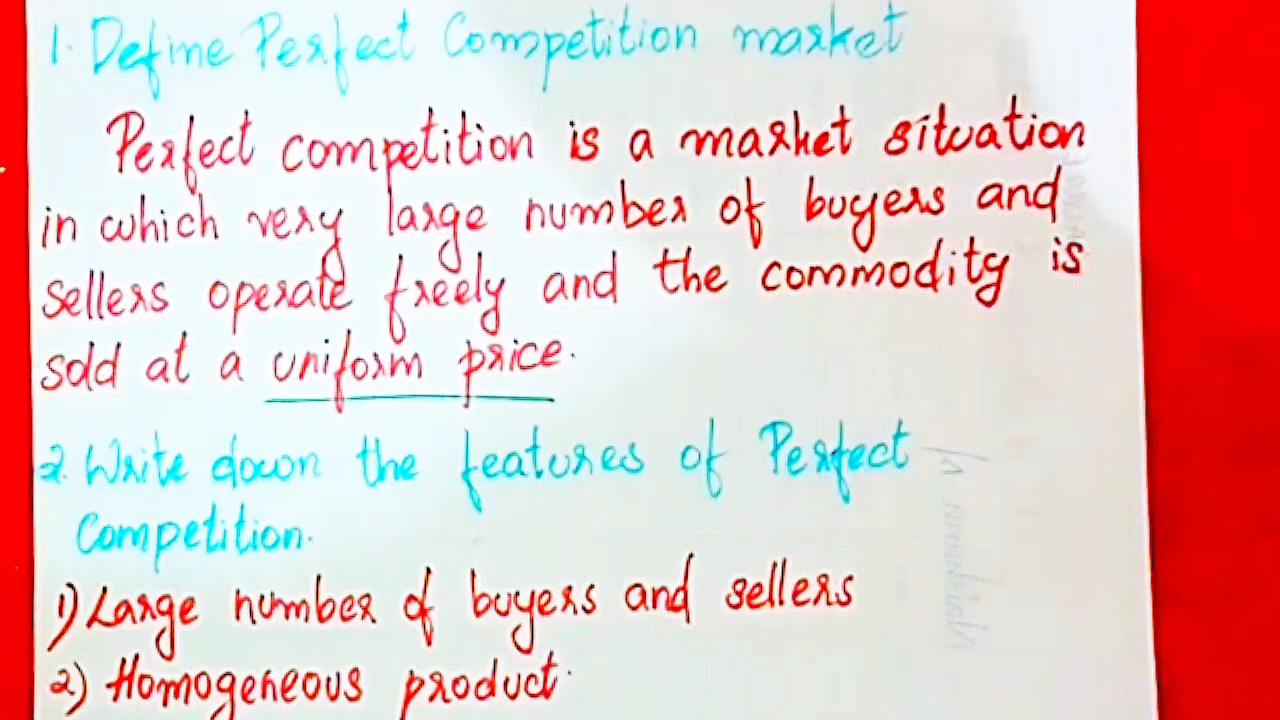 1. Define Perfect Competition market
Perfect competition is a market situation
in which very large number of buyers and
sellers operate freely and the commodity is
sold at a uniform price.
2. Write down the features of Perfect
Competition.
1) Large number of buyers and sellers
2) Homogeneous product.